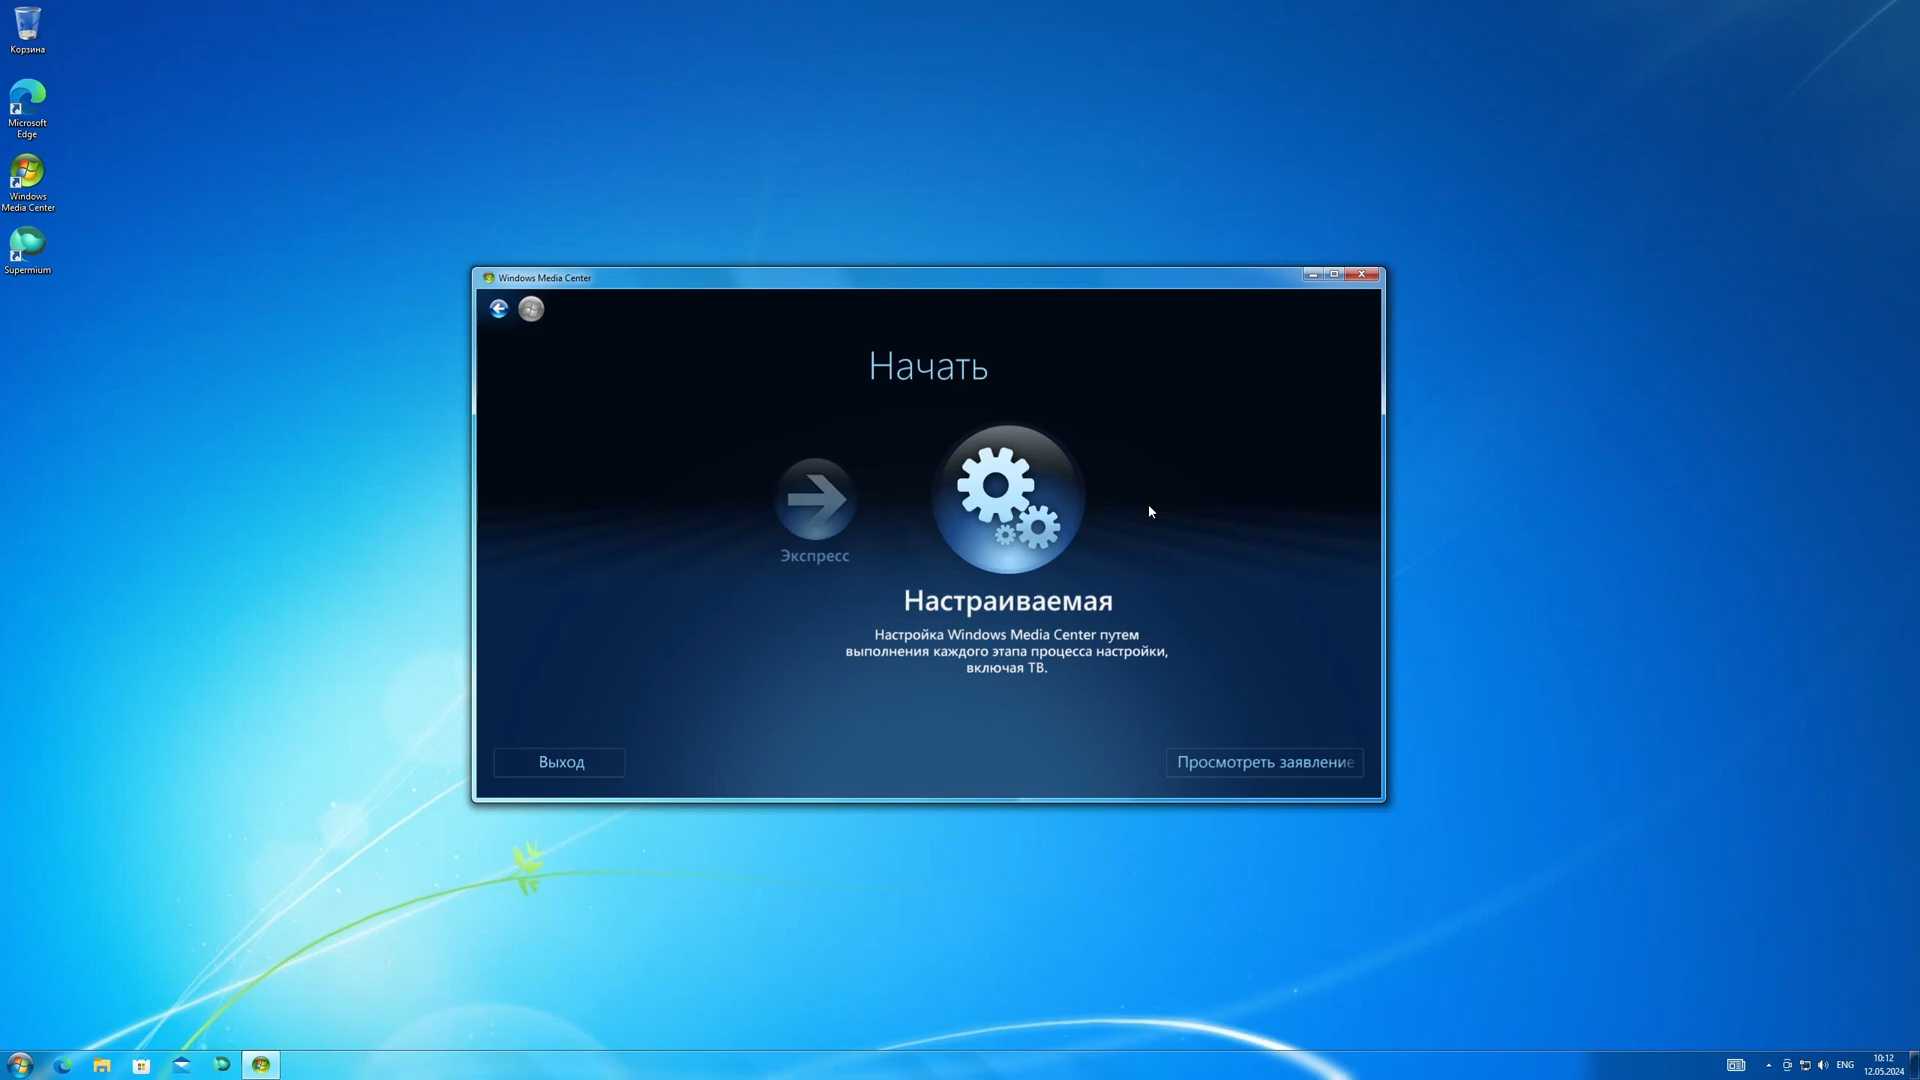 Корзина
Microsoft
Edge
Windows
Media Center
Supermium
Windows Media Center
Начать
Экспресс
Настраиваемая
Настройка Windows Media Center путем
выполнения каждого этапа процесса настройки,
включая ТВ.
Выход
Просмотреть заявление
ENG
10:12
12.05.2024